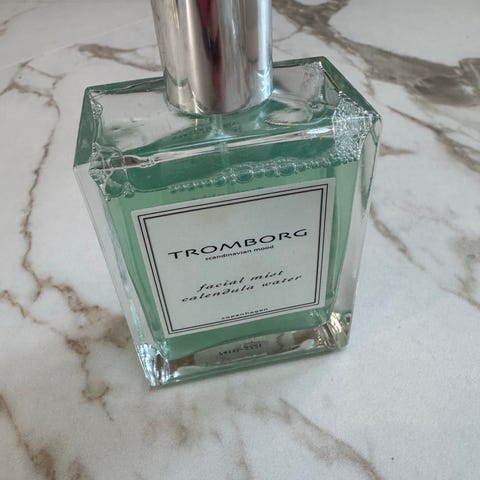 TROMBORG
scandinavian mood
facial mist
calendula water
copenhagen